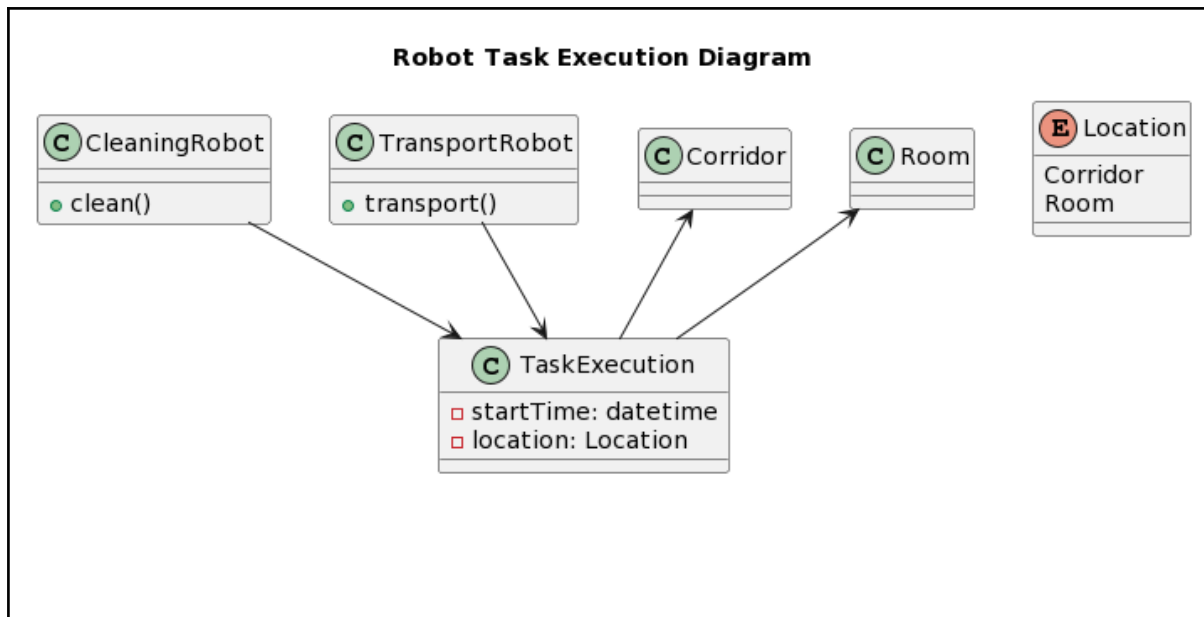 Robot Task Execution Diagram
C CleaningRobot
+ clean()
C TransportRobot
+ transport()
C Corridor
C Room
E Location
Corridor
Room
C TaskExecution
startTime: datetime
location: Location